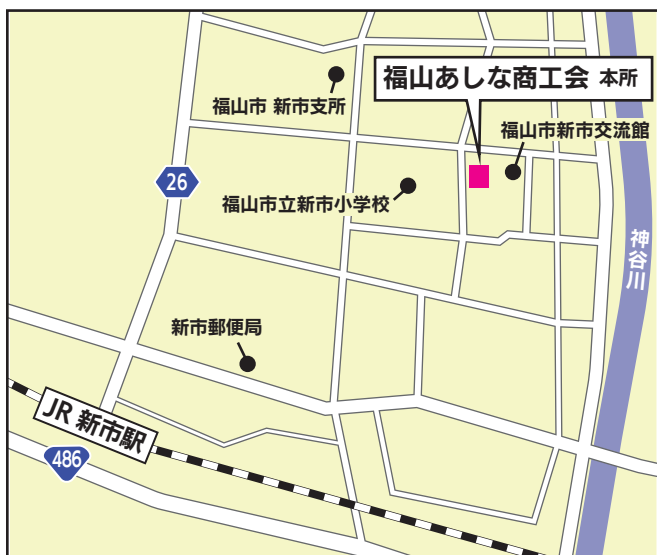 福山あしな商工会 本所
福山市 新市支所
福山市新市交流館
26
福山市立新市小学校
神谷川
新市郵便局
JR 新市駅
486